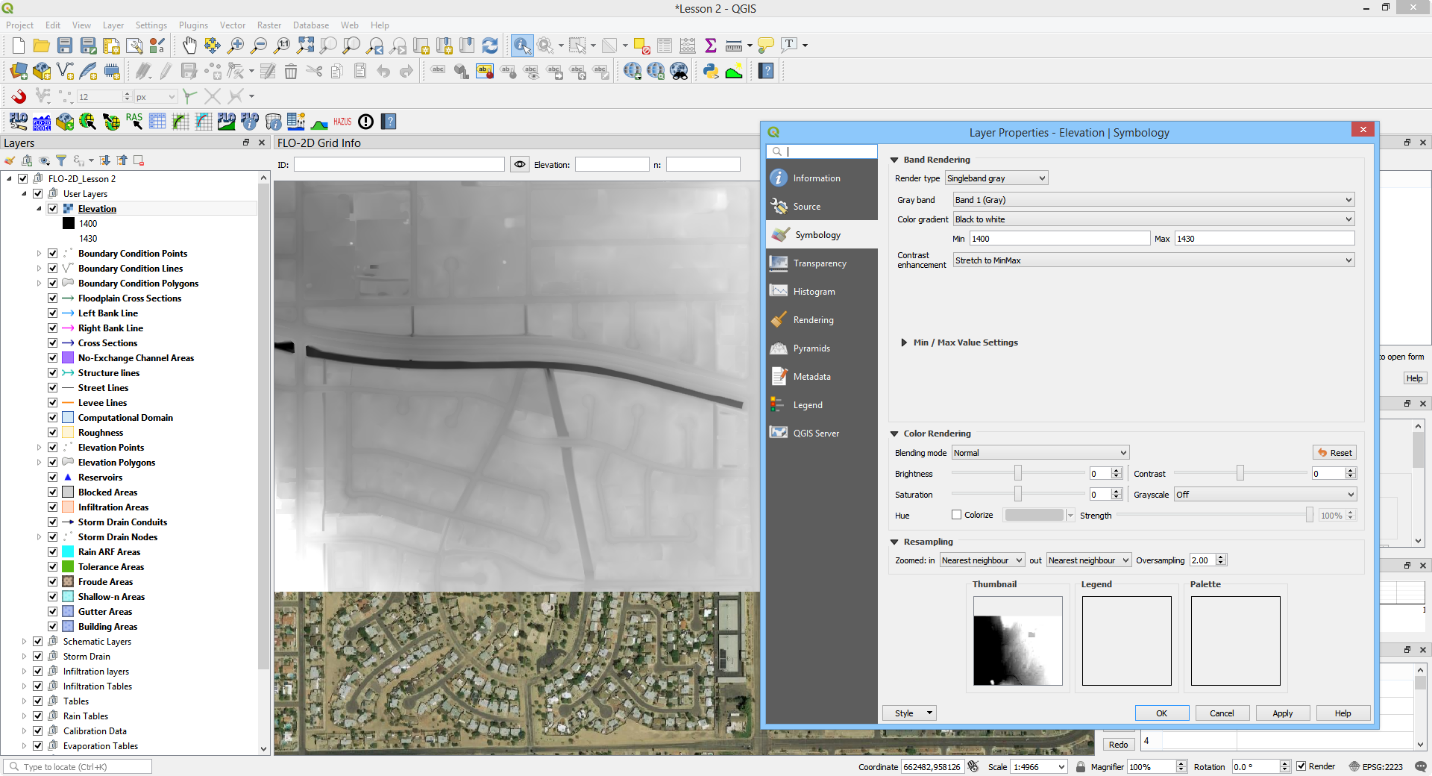 *Lesson 2 - QGIS
Project Edit View Layer Settings Plugins Vector Raster Database Web Help
12 px
RAS HAZUS
Layers
FLO-2D Grid Info
ID: Elevation: n:
FLO-2D_Lesson 2
User Layers
Elevation
1400
1430
Boundary Condition Points
Boundary Condition Lines
Boundary Condition Polygons
Floodplain Cross Sections
Left Bank Line
Right Bank Line
Cross Sections
No-Exchange Channel Areas
Structure lines
Street Lines
Levee Lines
Computational Domain
Roughness
Elevation Points
Elevation Polygons
Reservoirs
Blocked Areas
Infiltration Areas
Storm Drain Conduits
Storm Drain Nodes
Rain ARF Areas
Tolerance Areas
Froude Areas
Shallow-n Areas
Gutter Areas
Building Areas
Schematic Layers
Storm Drain
Infiltration layers
Infiltration Tables
Tables
Rain Tables
Calibration Data
Evaporation Tables
Layer Properties - Elevation | Symbology
Information
Source
Symbology
Transparency
Histogram
Rendering
Pyramids
Metadata
Legend
QGIS Server
Band Rendering
Render type Singleband gray
Gray band Band 1 (Gray)
Color gradient Black to white
Min 1400 Max 1430
Contrast
enhancement Stretch to MinMax
Min / Max Value Settings
Color Rendering
Blending mode Normal Reset
Brightness 0 Contrast 0
Saturation 0 Grayscale Off
Hue Colorize Strength 100%
Resampling
Zoomed: in Nearest neighbour out Nearest neighbour Oversampling 2.00
Thumbnail Legend Palette
Style OK Cancel Apply Help
to open form
Help
Redo 4
Type to locate (Ctrl+K)
Coordinate 662482,958126 Scale 1:4966 Magnifier 100% Rotation 0.0 ° Render EPSG:2223